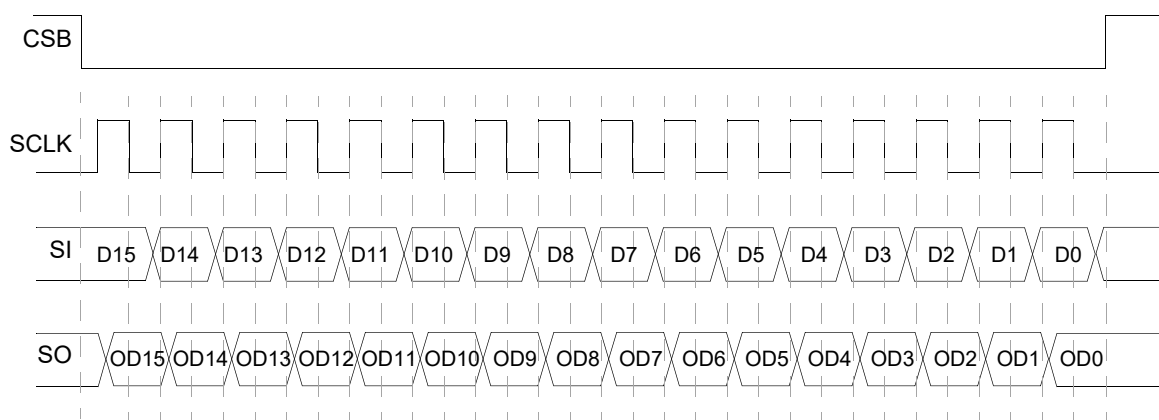 CSB
SCLK
SI D15 D14 D13 D12 D11 D10 D9 D8 D7 D6 D5 D4 D3 D2 D1 D0
SO OD15 OD14 OD13 OD12 OD11 OD10 OD9 OD8 OD7 OD6 OD5 OD4 OD3 OD2 OD1 OD0